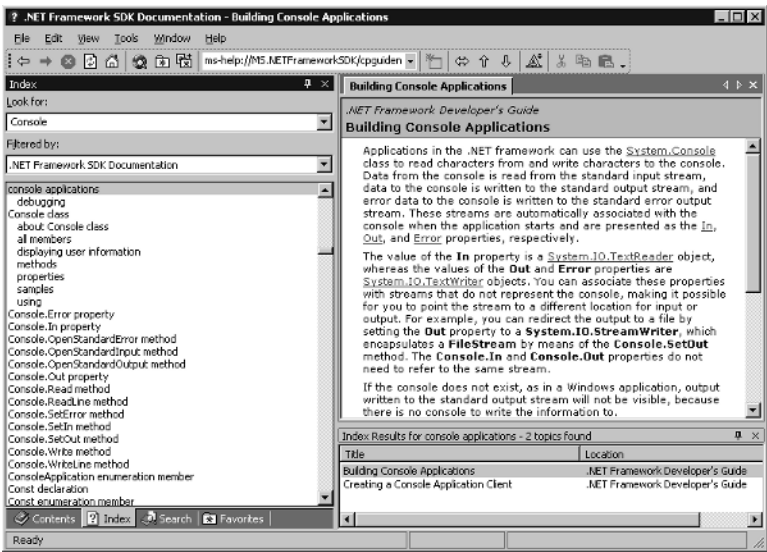 ? .NET Framework SDK Documentation - Building Console Applications
File Edit View Tools Window Help
ms-help://MS.NETFrameworkSDK/cpguiden
Index
Look for:
Console
Filtered by:
.NET Framework SDK Documentation
console applications
debugging
Console class
about Console class
all members
displaying user information
methods
properties
samples
using
Console.Error property
Console.In property
Console.OpenStandardError method
Console.OpenStandardInput method
Console.OpenStandardOutput method
Console.Out property
Console.Read method
Console.ReadLine method
Console.SetError method
Console.SetIn method
Console.SetOut method
Console.Write method
Console.WriteLine method
ConsoleApplication enumeration member
Const declaration
Const enumeration member
Contents ? Index Search Favorites
Building Console Applications
.NET Framework Developer's Guide
Building Console Applications
Applications in the .NET framework can use the System.Console
class to read characters from and write characters to the console.
Data from the console is read from the standard input stream,
data to the console is written to the standard output stream, and
error data to the console is written to the standard error output
stream. These streams are automatically associated with the
console when the application starts and are presented as the In,
Out, and Error properties, respectively.
The value of the In property is a System.IO.TextReader object,
whereas the values of the Out and Error properties are
System.IO.TextWriter objects. You can associate these properties
with streams that do not represent the console, making it possible
for you to point the stream to a different location for input or
output. For example, you can redirect the output to a file by
setting the Out property to a System.IO.StreamWriter, which
encapsulates a FileStream by means of the Console.SetOut
method. The Console.In and Console.Out properties do not
need to refer to the same stream.
If the console does not exist, as in a Windows application, output
written to the standard output stream will not be visible, because
there is no console to write the information to.
Index Results for console applications - 2 topics found
Title Location
Building Console Applications .NET Framework Developer's Guide
Creating a Console Application Client .NET Framework Developer's Guide
Ready